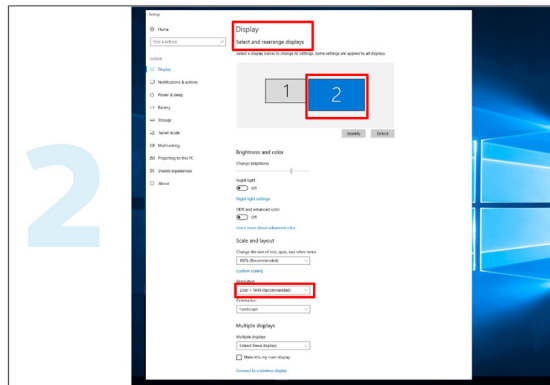 2
Settings
Home
Find a setting
System
Display
Notifications & actions
Power & sleep
Battery
Storage
Tablet mode
Multitasking
Projecting to this PC
Shared experiences
About
Display
Select and rearrange displays
Select a display below to change its settings. Some settings are applied to all displays.
1
2
Identify
Detect
Brightness and color
Change brightness
Night light
Off
Night light settings
HDR and advanced color
Off
Scale and layout
Change the size of text, apps, and other items
100% (Recommended)
Custom scaling
Resolution
(Recommended)
Orientation
Landscape
Multiple displays
Multiple displays
Extend these displays
Make this my main display
Connect to a wireless display